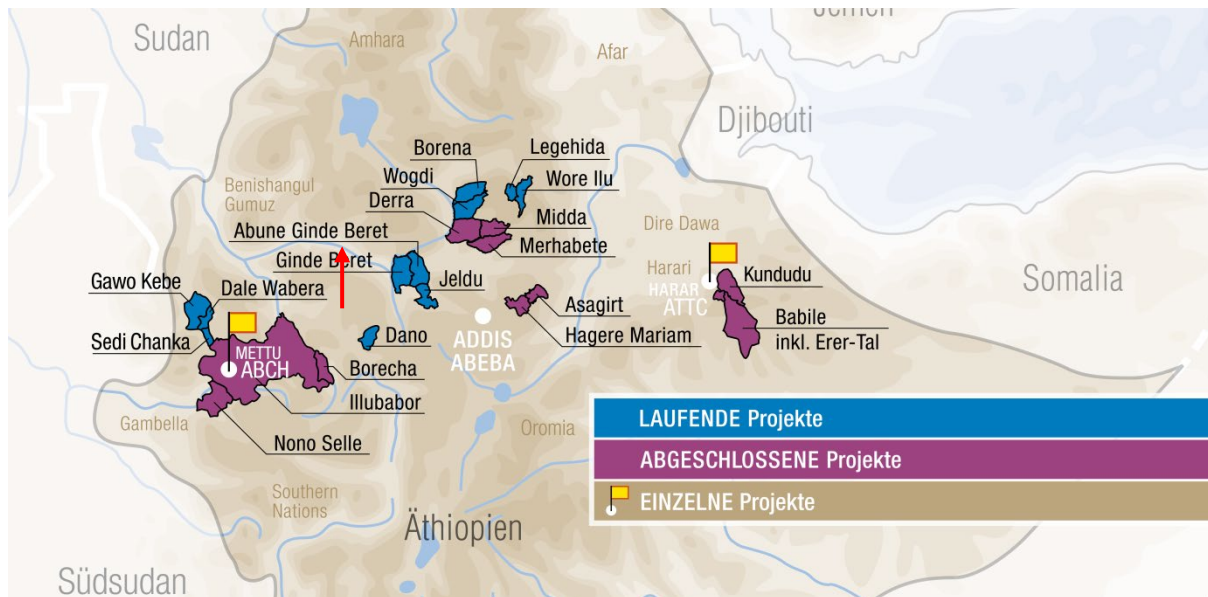 Jemen
Sudan
Amhara
Afar
Djibouti
Borena
Legehida
Wogdi
Wore Ilu
Benishangul
Gumuz
Derra
Midda
Abune Ginde Beret
Merhabete
Dire Dawa
Ginde Beret
Gawo Kebe
Dale Wabera
Jeldu
Harari
Kundudu
Somalia
HARAR
ATTC
Asagirt
Babile
inkl. Erer-Tal
Sedi Chanka
Dano
ADDIS
ABEBA
Hagere Mariam
METTU
ABCH
Borecha
Illubabor
Gambella
Nono Selle
Oromia
LAUFENDE Projekte
ABGESCHLOSSENE Projekte
EINZELNE Projekte
Southern
Nations
Äthiopien
Südsudan